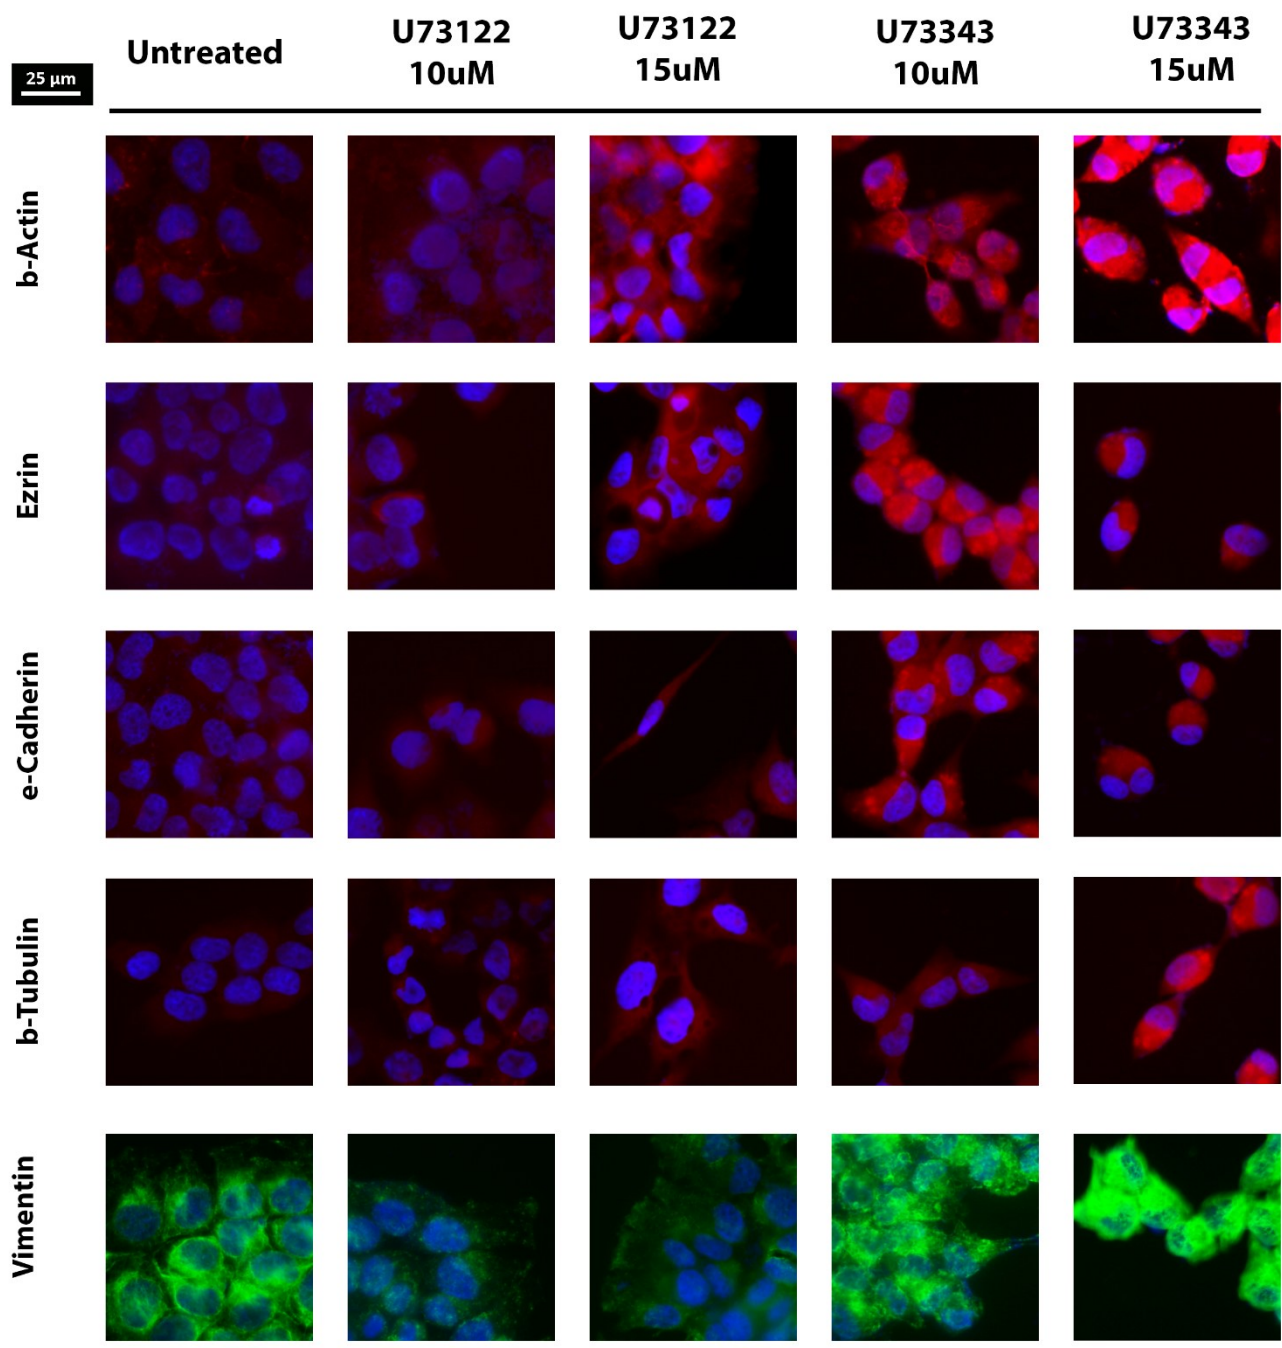 Untreated
U73122
10uM
U73122
15uM
U73343
10uM
U73343
15uM
25 µm
b-Actin
Ezrin
e-Cadherin
b-Tubulin
Vimentin